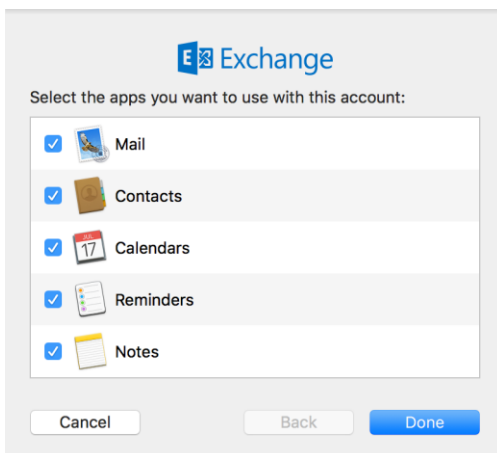 E Exchange
Select the apps you want to use with this account:
Mail
Contacts
JUL
17
Calendars
Reminders
Notes
Cancel
Back
Done